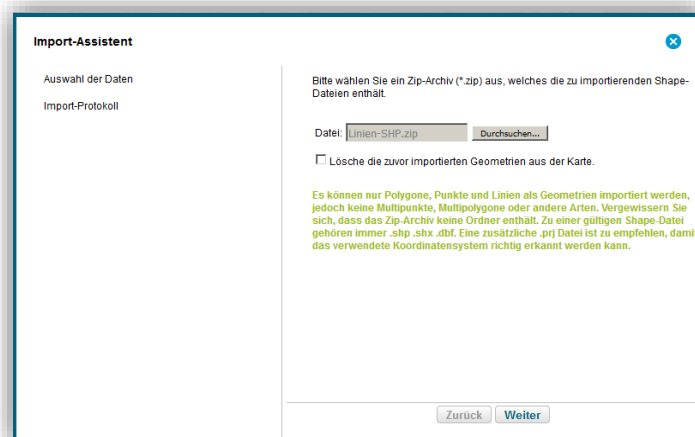 Import-Assistent
Auswahl der Daten
Import-Protokoll
Bitte wählen Sie ein Zip-Archiv (*.zip) aus, welches die zu importierenden Shape-
Dateien enthält.
Datei: Linien-SHP.zip Durchsuchen...
Lösche die zuvor importierten Geometrien aus der Karte.
Es können nur Polygone, Punkte und Linien als Geometrien importiert werden,
jedoch keine Multipunkte, Multipolygone oder andere Arten. Vergewissern Sie
sich, dass das Zip-Archiv keine Ordner enthält. Zu einer gültigen Shape-Datei
gehören immer .shp .shx .dbf. Eine zusätzliche .prj Datei ist zu empfehlen, damit
das verwendete Koordinatensystem richtig erkannt werden kann.
Zurück Weiter